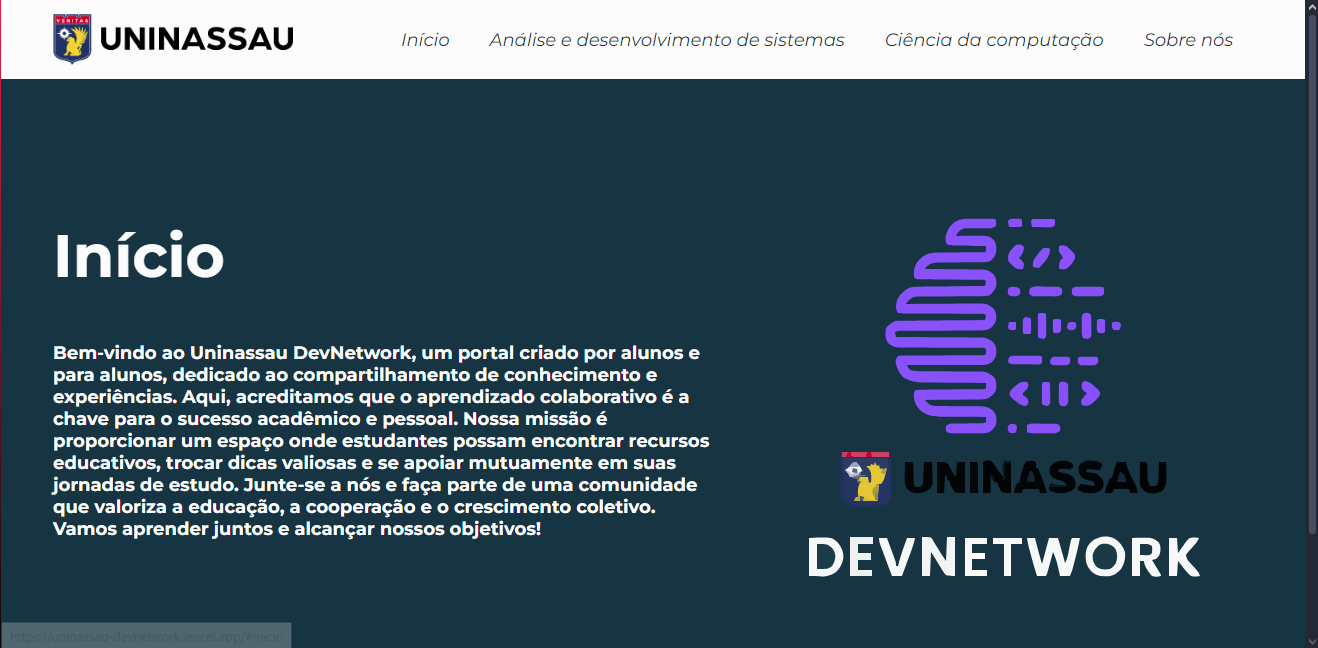 VERITAS
UNINASSAU
Início
Análise e desenvolvimento de sistemas
Ciência da computação
Sobre nós
Início
Bem-vindo ao Uninassau DevNetwork, um portal criado por alunos e
para alunos, dedicado ao compartilhamento de conhecimento e
experiências. Aqui, acreditamos que o aprendizado colaborativo é a
chave para o sucesso acadêmico e pessoal. Nossa missão é
proporcionar um espaço onde estudantes possam encontrar recursos
educativos, trocar dicas valiosas e se apoiar mutuamente em suas
jornadas de estudo. Junte-se a nós e faça parte de uma comunidade
que valoriza a educação, a cooperação e o crescimento coletivo.
Vamos aprender juntos e alcançar nossos objetivos!
UNINASSAU
DEVNETWORK
https://uninassau-devnetwork.vercel.app/#inicio